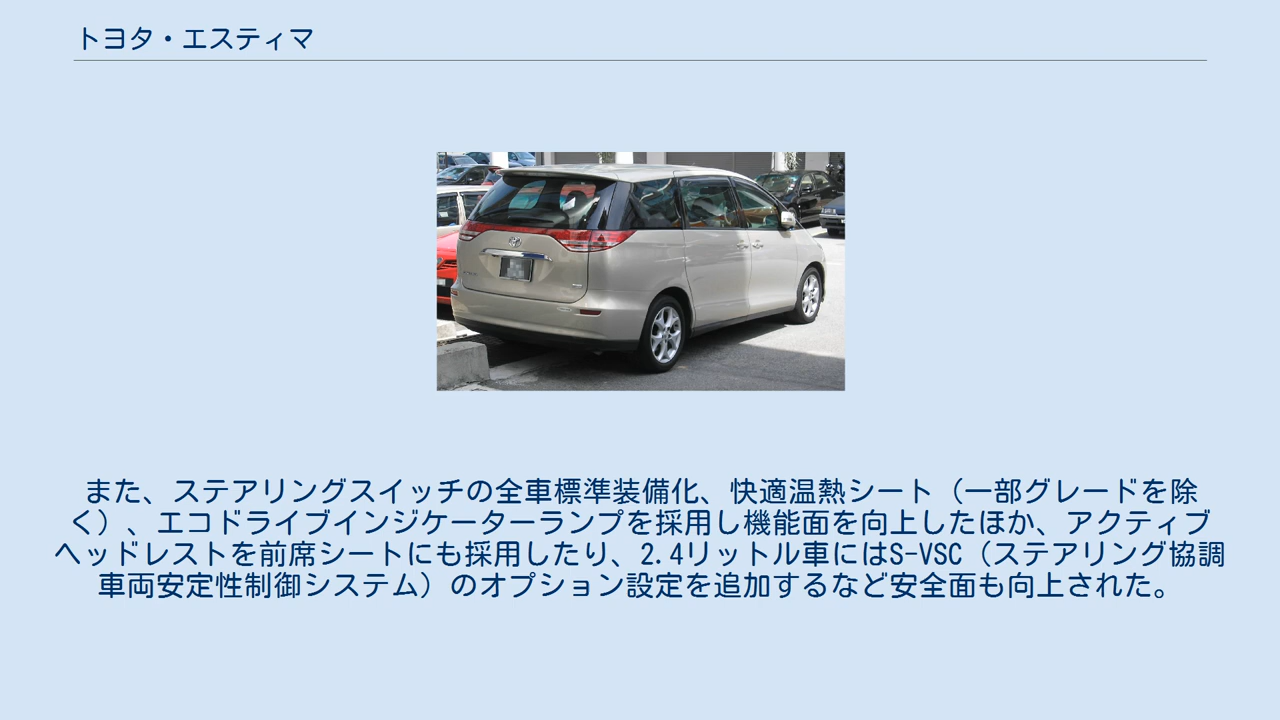 トヨタ・エスティマ
また、ステアリングスイッチの全車標準装備化、快適温熱シート（一部グレードを除
く）、エコドライブインジケーターランプを採用し機能面を向上したほか、アクティブ
ヘッドレストを前席シートにも採用したり、2.4リットル車にはS-VSC（ステアリング協調
車両安定性制御システム）のオプション設定を追加するなど安全面も向上された。